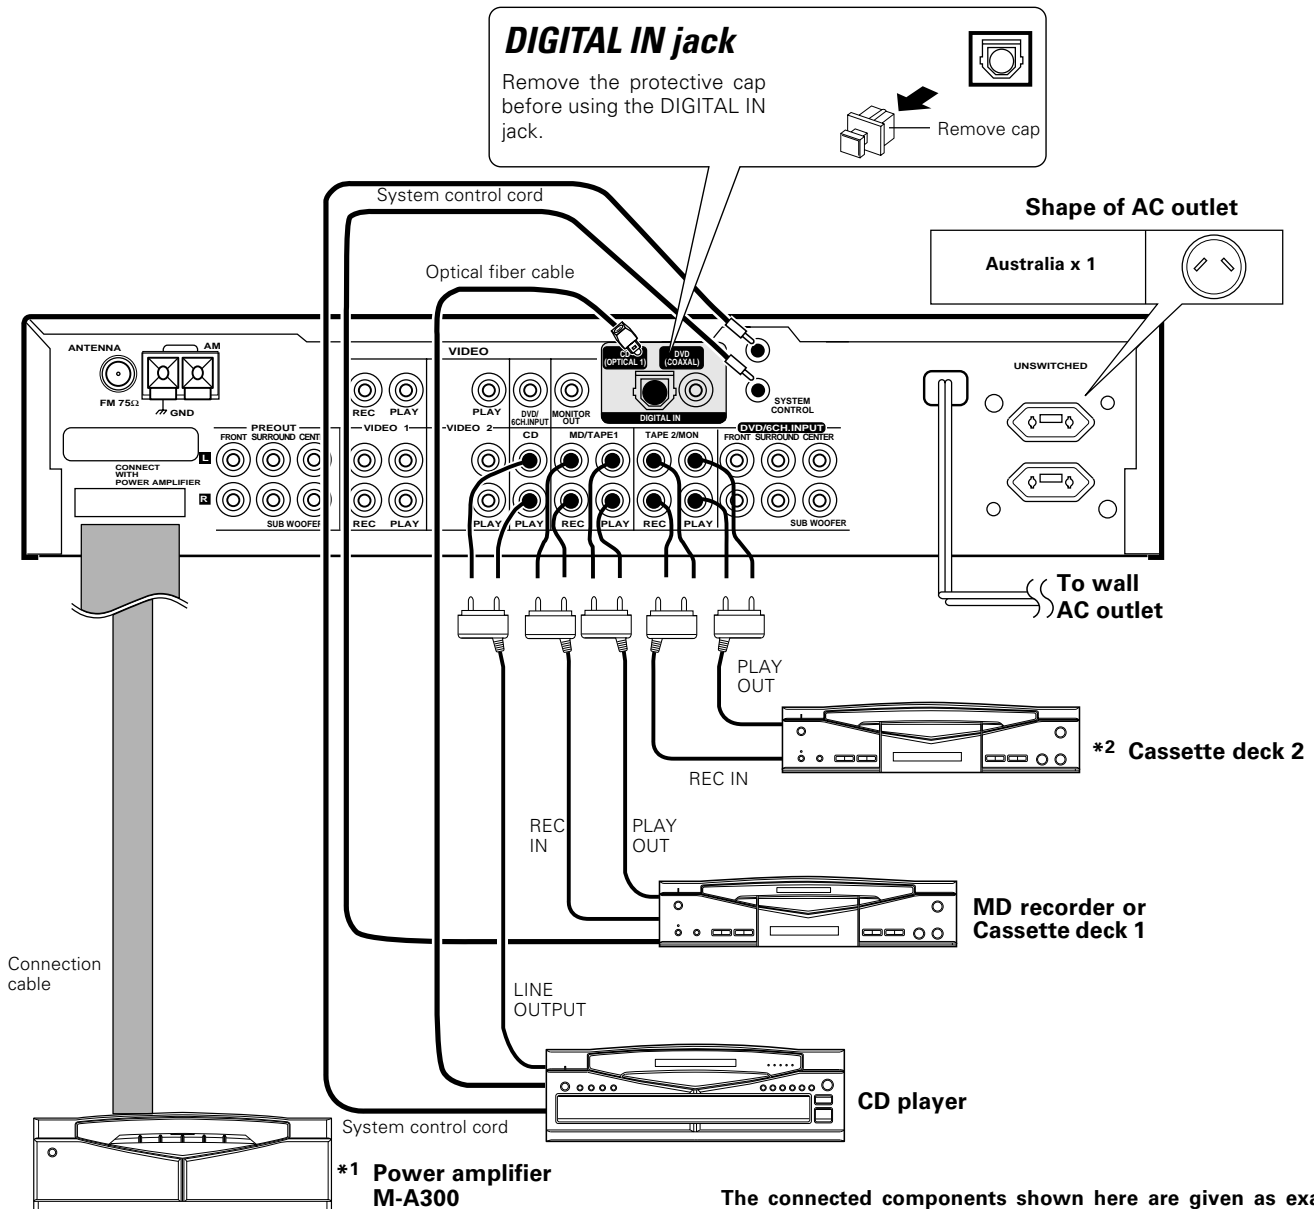 DIGITAL IN jack
Remove the protective cap
before using the DIGITAL IN
jack.
Remove cap
System control cord
Shape of AC outlet
Australia x 1
Optical fiber cable
ANTENNA
AM
FM 75Ω
GND
VIDEO
CD
(OPTICAL 1)
DVD
(COAXAL)
DIGITAL IN
SYSTEM
CONTROL
UNSWITCHED
REC PLAY
PLAY
DVD/
6CH.INPUT
MONITOR
OUT
PREOUT
FRONT SURROUND CENT
VIDEO 1
VIDEO 2
CD
MD/TAPE1
TAPE 2/MON
DVD/6CH.INPUT
FRONT SURROUND CENTER
L
CONNECT
WITH
POWER AMPLIFIER
R
SUB WOOFER
REC PLAY
PLAY
PLAY
REC PLAY
REC PLAY
SUB WOOFER
To wall
AC outlet
PLAY
OUT
*2 Cassette deck 2
REC IN
REC
IN
PLAY
OUT
MD recorder or
Cassette deck 1
Connection
cable
LINE
OUTPUT
CD player
System control cord
*1 Power amplifier
M-A300
The connected components shown here are given as exa